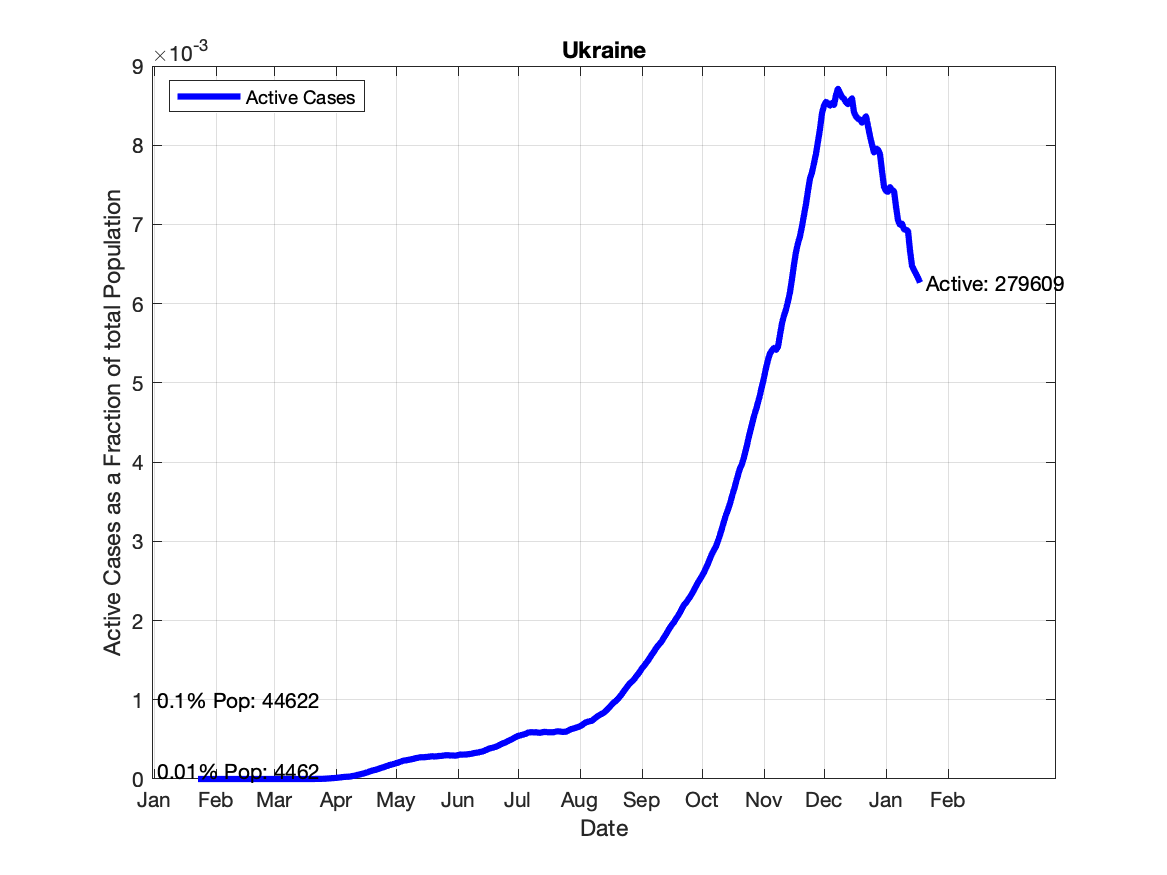 Ukraine
×10-3
9
8
7
6
5
4
3
2
1
0
Active Cases as a Fraction of total Population
Active Cases
Active: 279609
0.1% Pop: 44622
0.01% Pop: 4462
Jan Feb Mar Apr May Jun Jul Aug Sep Oct Nov Dec Jan Feb
Date